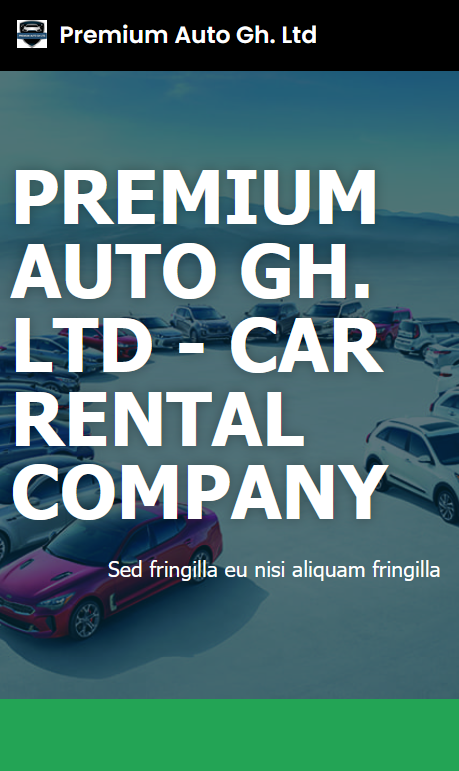 Premium Auto Gh. Ltd
PREMIUM
AUTO GH.
LTD - CAR
RENTAL
COMPANY
Sed fringilla eu nisi aliquam fringilla